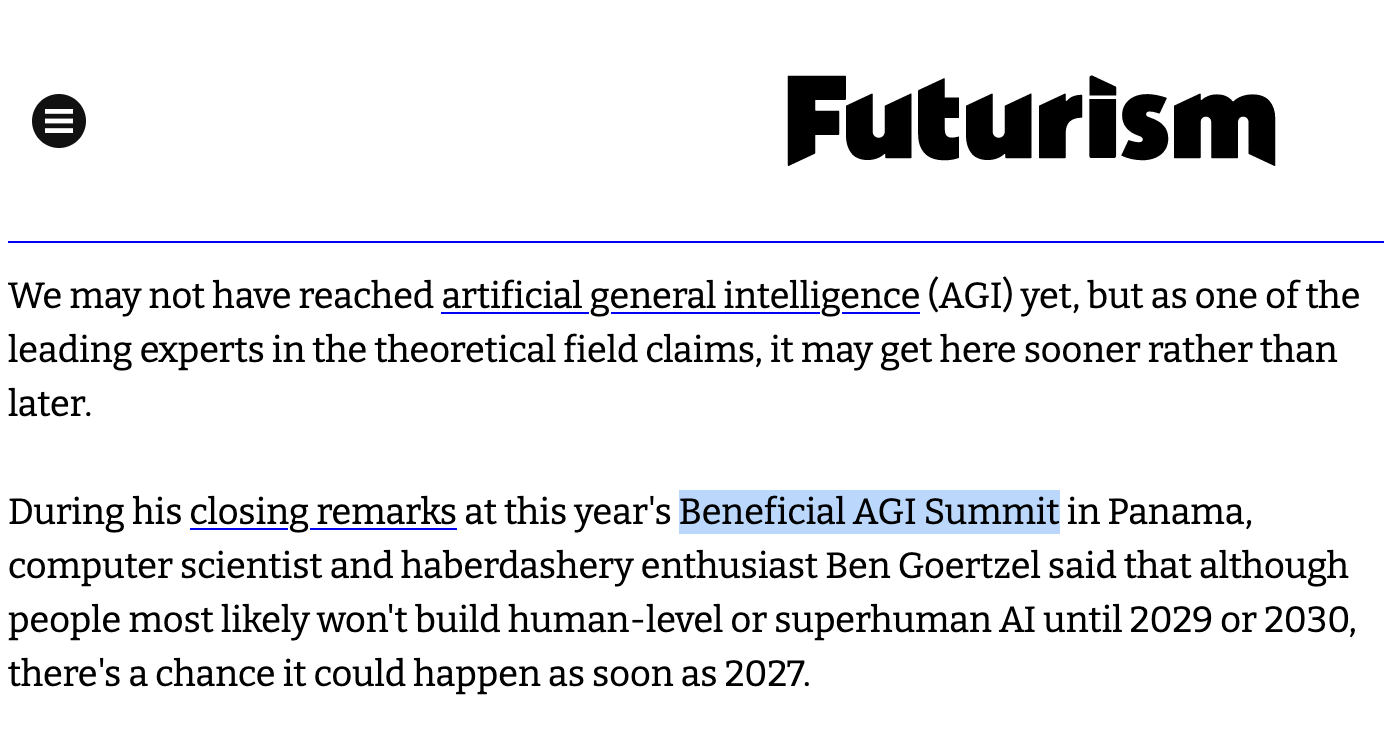 Futurism
We may not have reached artificial general intelligence (AGI) yet, but as one of the
leading experts in the theoretical field claims, it may get here sooner rather than
later.
During his closing remarks at this year's Beneficial AGI Summit in Panama,
computer scientist and haberdashery enthusiast Ben Goertzel said that although
people most likely won't build human-level or superhuman AI until 2029 or 2030,
there's a chance it could happen as soon as 2027.